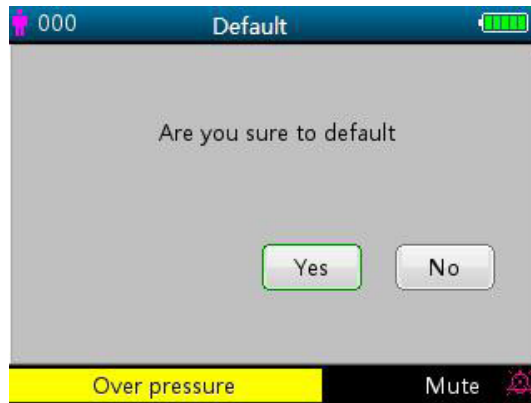 000 Default
Are you sure to default
Yes No
Over pressure Mute